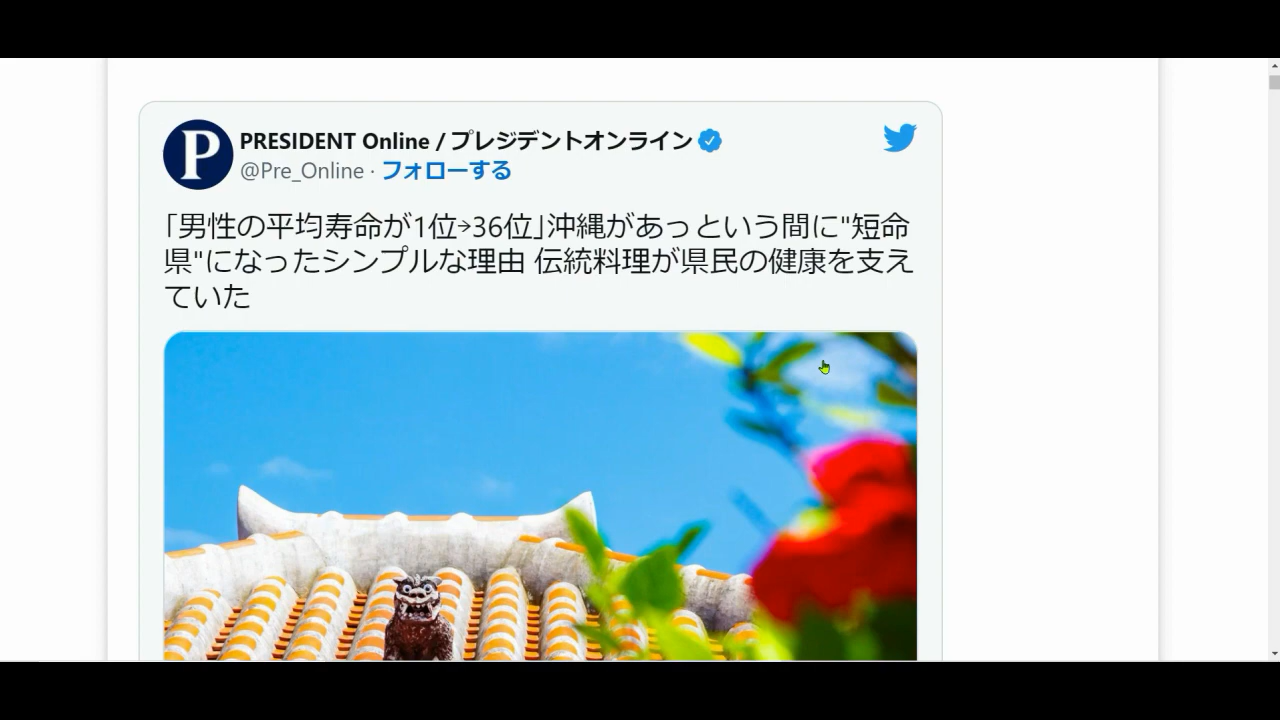 P
PRESIDENT Online / プレジデントオンライン
@Pre_Online · フォローする
「男性の平均寿命が1位→36位」沖縄があっという間に"短命
県"になったシンプルな理由 伝統料理が県民の健康を支え
ていた